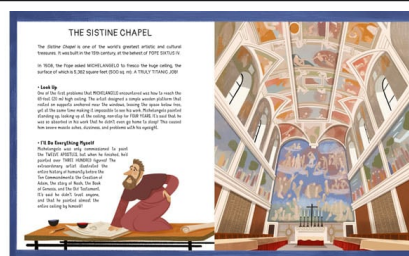 THE SISTINE CHAPEL
The Sistine Chapel is one of the world's greatest artistic and cultural
treasures. It was built in the 15th century, at the behest of POPE SIXTUS IV.
In 1508, the Pope asked MICHELANGELO to fresco the huge ceiling, the
surface of which is 5,382 square feet (500 sq. m). A TRULY TITANIC JOB!
• Look Up
One of the first problems that MICHELANGELO encountered was how to reach the
65-foot (20 m) high ceiling. The artist designed a simple wooden platform that
rested on supports anchored near the windows, leaving the space below free,
yet at the same time making it impossible to see his work. Michelangelo painted
standing up, looking up at the ceiling, non-stop for FOUR YEARS. It's said that he
was so absorbed in his work that he didn't even go home to sleep! This caused
him severe muscle aches, dizziness, and problems with his eyesight.
• I'll Do Everything Myself
Michelangelo was only commissioned to paint
the TWELVE APOSTLES, but when he finished, he'd
painted over THREE HUNDRED figures! The
extraordinary artist illustrated the
entire history of humanity before the
Ten Commandments: the Creation of
Adam, the story of Noah, the Book
of Genesis, and the Old Testament.
It's said he didn't trust anyone,
and that he painted almost the
entire ceiling by himself!